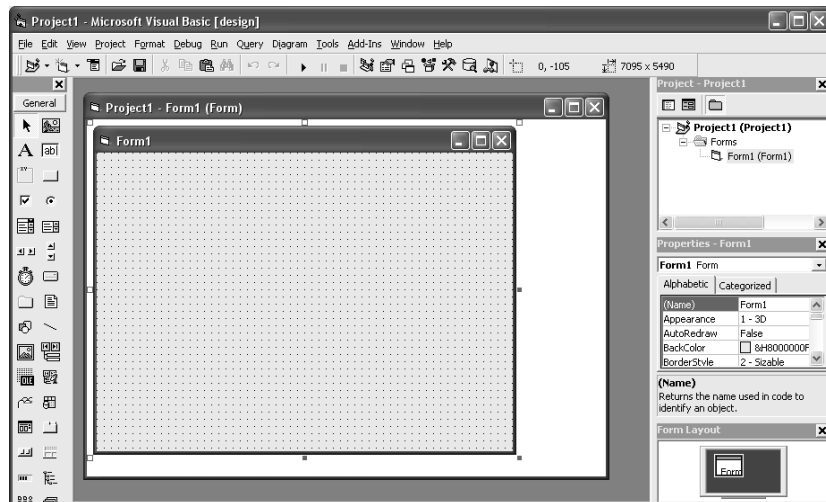 Project1 - Microsoft Visual Basic [design]
File Edit View Project Format Debug Run Query Diagram Tools Add-Ins Window Help
0, -105 7095 x 5490
General
A ab|
XY
OLE
Project1 - Form1 (Form)
Form1
Project - Project1
Project1 (Project1)
Forms
Form1 (Form1)
Properties - Form1
Form1 Form
Alphabetic Categorized
(Name) Form1
Appearance 1 - 3D
AutoRedraw False
BackColor &H8000000F
BorderStyle 2 - Sizable
(Name)
Returns the name used in code to
identify an object.
Form Layout
Form